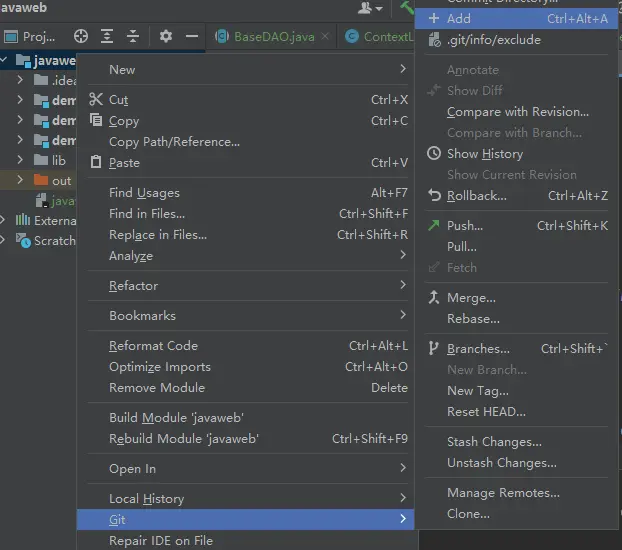 avaweb
Proj...
BaseDAO.java
ContextL
javaweb
.idea
dem
dem
dem
lib
out
java
Externa
Scratch
New
Cut Ctrl+X
Copy Ctrl+C
Copy Path/Reference...
Paste Ctrl+V
Find Usages Alt+F7
Find in Files... Ctrl+Shift+F
Replace in Files... Ctrl+Shift+R
Analyze
Refactor
Bookmarks
Reformat Code Ctrl+Alt+L
Optimize Imports Ctrl+Alt+O
Remove Module Delete
Build Module 'javaweb'
Rebuild Module 'javaweb' Ctrl+Shift+F9
Open In
Local History
Git
Repair IDE on File
Commit Directory...
Add Ctrl+Alt+A
.git/info/exclude
Annotate
Show Diff
Compare with Revision...
Compare with Branch...
Show History
Show Current Revision
Rollback... Ctrl+Alt+Z
Push... Ctrl+Shift+K
Pull...
Fetch
Merge...
Rebase...
Branches... Ctrl+Shift+`
New Branch...
New Tag...
Reset HEAD...
Stash Changes...
Unstash Changes...
Manage Remotes...
Clone...